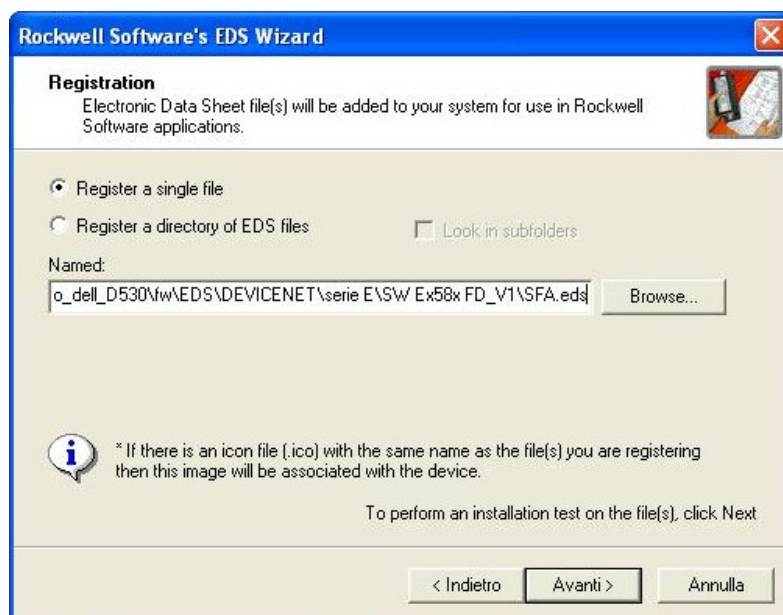 Rockwell Software's EDS Wizard
Registration
Electronic Data Sheet file(s) will be added to your system for use in Rockwell
Software applications.
Register a single file
Register a directory of EDS files
Look in subfolders
Named:
o_dell_D530\fw\EDS\DEVICENET\serie E\SW Ex58x FD_V1\SFA.eds
Browse...
* If there is an icon file (.ico) with the same name as the file(s) you are registering
then this image will be associated with the device.
To perform an installation test on the file(s), click Next
< Indietro
Avanti >
Annulla